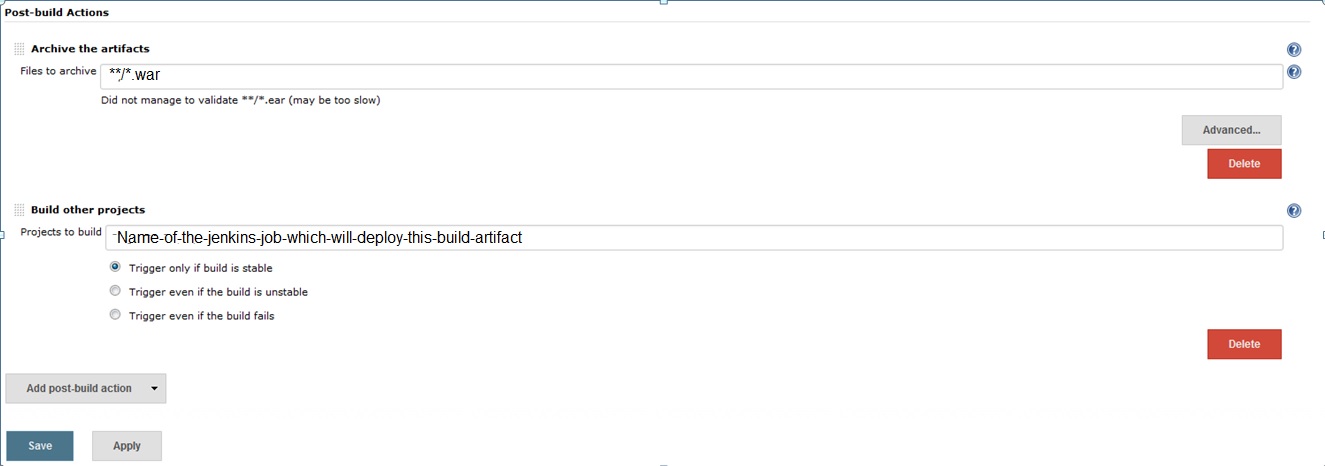 Post-build Actions
Archive the artifacts
Files to archive **/*.war
Did not manage to validate **/*.ear (may be too slow)
Advanced...
Delete
Build other projects
Projects to build Name-of-the-jenkins-job-which-will-deploy-this-build-artifact
Trigger only if build is stable
Trigger even if the build is unstable
Trigger even if the build fails
Delete
Add post-build action
Save Apply